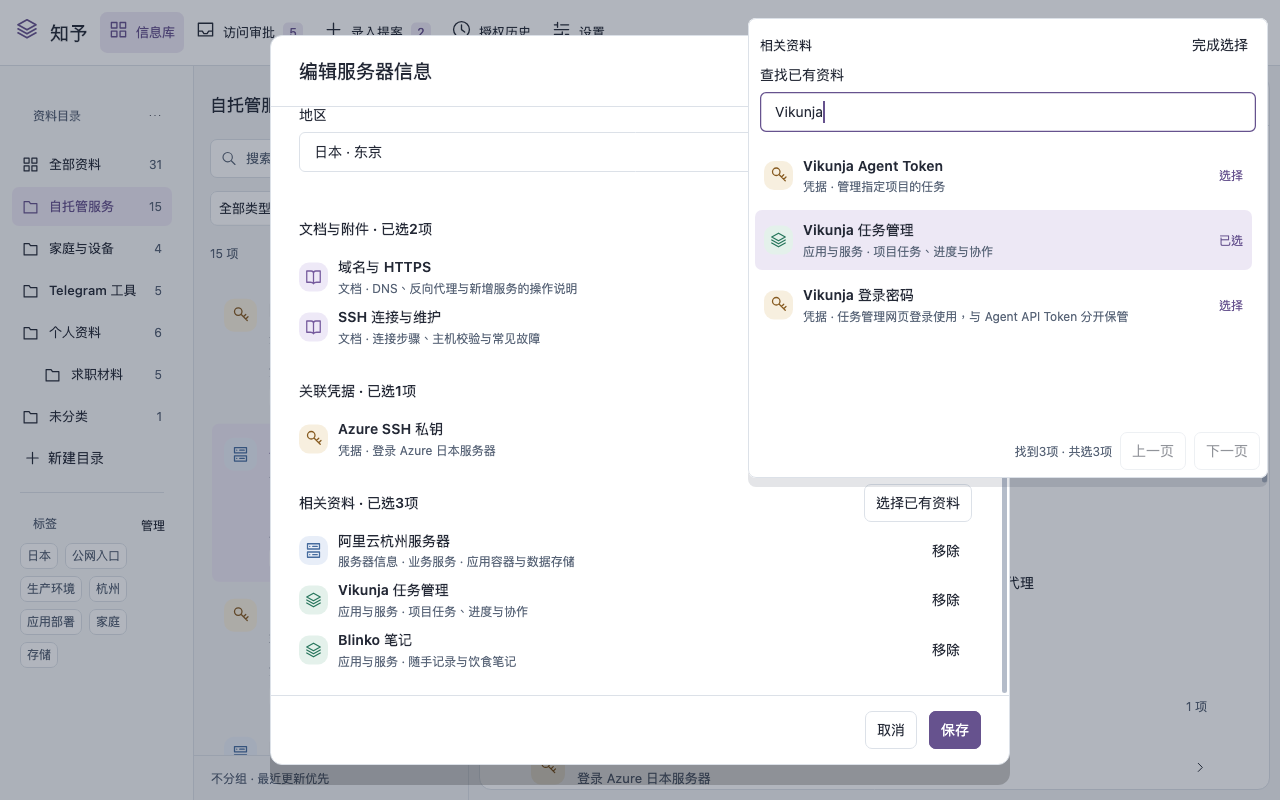 知予
信息库
访问审批 5
录入提案 2
授权历史
设置
资料目录
全部资料 31
自托管服务 15
家庭与设备 4
Telegram 工具 5
个人资料 6
求职材料 5
未分类 1
新建目录
标签 管理
日本 公网入口
生产环境 杭州
应用部署 家庭
存储
自托管服
搜索
全部类型
15 项
不分组 · 最近更新优先
编辑服务器信息
地区
日本 · 东京
文档与附件 · 已选2项
域名与 HTTPS
文档 · DNS、反向代理与新增服务的操作说明
SSH 连接与维护
文档 · 连接步骤、主机校验与常见故障
关联凭据 · 已选1项
Azure SSH 私钥
凭据 · 登录 Azure 日本服务器
相关资料 · 已选3项 选择已有资料
阿里云杭州服务器
服务器信息 · 业务服务 · 应用容器与数据存储
移除
Vikunja 任务管理
应用与服务 · 项目任务、进度与协作
移除
Blinko 笔记
应用与服务 · 随手记录与饮食笔记
移除
取消 保存
相关资料 完成选择
查找已有资料
Vikunja
Vikunja Agent Token
凭据 · 管理指定项目的任务
选择
Vikunja 任务管理
应用与服务 · 项目任务、进度与协作
已选
Vikunja 登录密码
凭据 · 任务管理网页登录使用，与 Agent API Token 分开保管
选择
找到3项 · 共选3项 上一页 下一页
代理
1 项
登录 Azure 日本服务器